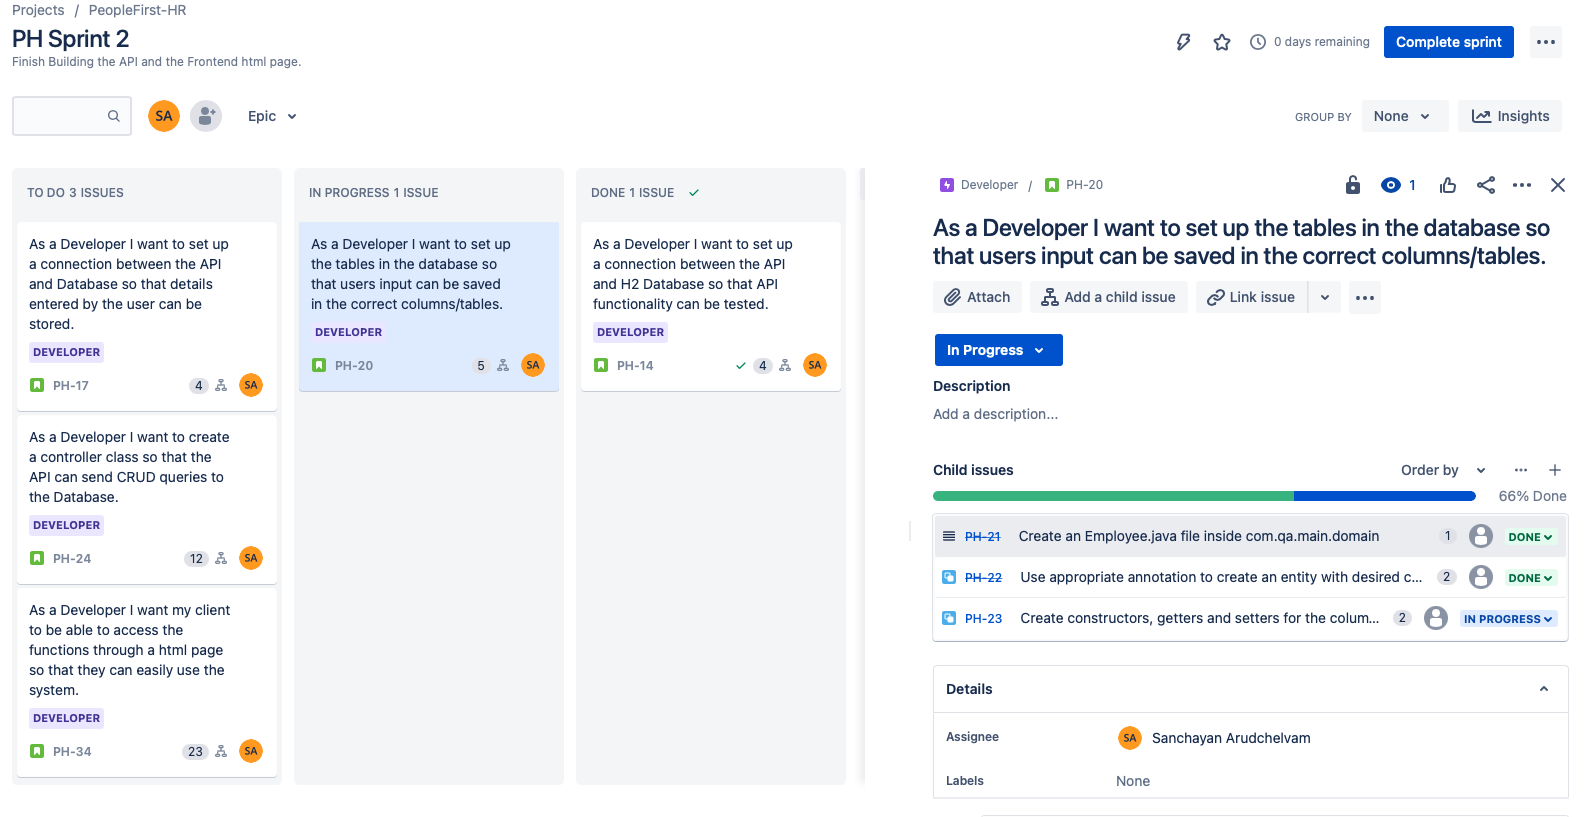 Projects / PeopleFirst-HR
PH Sprint 2
Finish Building the API and the Frontend html page.
0 days remaining
Complete sprint
SA
Epic
GROUP BY
None
Insights
TO DO 3 ISSUES
As a Developer I want to set up
a connection between the API
and Database so that details
entered by the user can be
stored.
DEVELOPER
PH-17 4 SA
As a Developer I want to create
a controller class so that the
API can send CRUD queries to
the Database.
DEVELOPER
PH-24 12 SA
As a Developer I want my client
to be able to access the
functions through a html page
so that they can easily use the
system.
DEVELOPER
PH-34 23 SA
IN PROGRESS 1 ISSUE
As a Developer I want to set up
the tables in the database so
that users input can be saved
in the correct columns/tables.
DEVELOPER
PH-20 5 SA
DONE 1 ISSUE
As a Developer I want to set up
a connection between the API
and H2 Database so that API
functionality can be tested.
DEVELOPER
PH-14 4 SA
Developer / PH-20
1
As a Developer I want to set up the tables in the database so
that users input can be saved in the correct columns/tables.
Attach
Add a child issue
Link issue
In Progress
Description
Add a description...
Child issues
Order by
66% Done
PH-21 Create an Employee.java file inside com.qa.main.domain 1 DONE
PH-22 Use appropriate annotation to create an entity with desired c... 2 DONE
PH-23 Create constructors, getters and setters for the colum... 2 IN PROGRESS
Details
Assignee SA Sanchayan Arudchelvam
Labels None